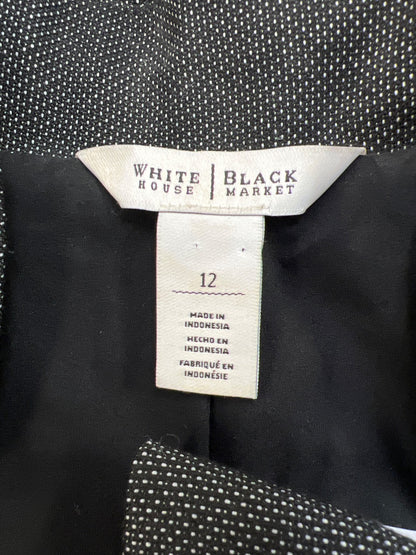 WHITE | BLACK
HOUSE | MARKET
12
MADE IN
INDONESIA
HECHO EN
INDONESIA
FABRIQUÉ EN
INDONÉSIE